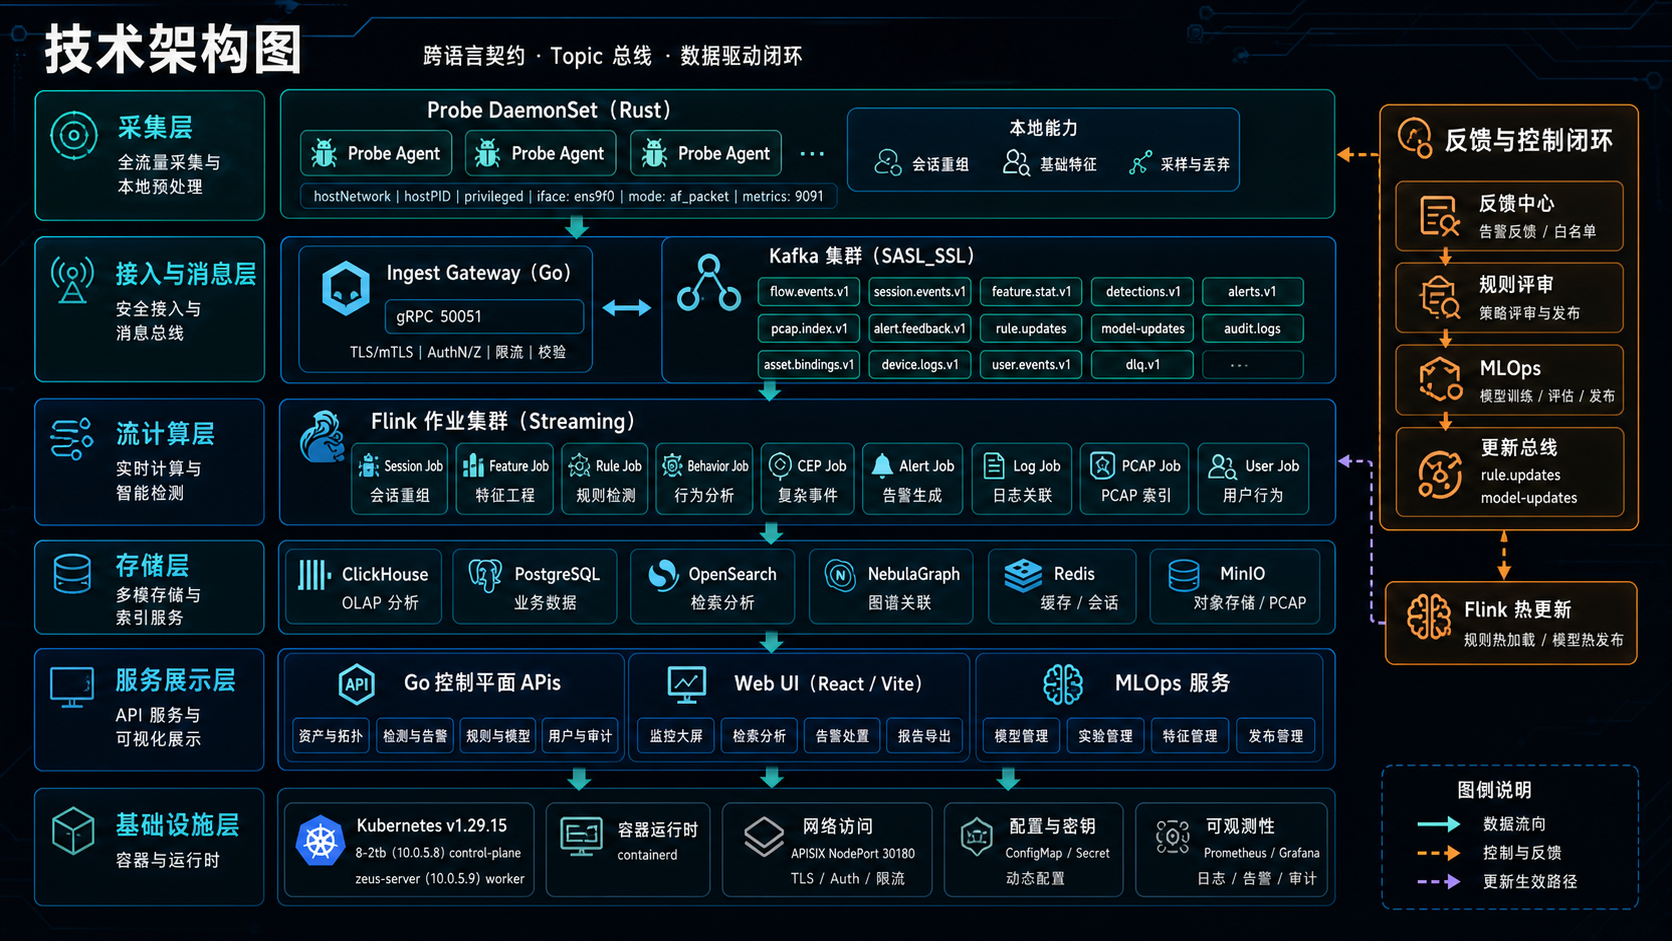 技术架构图
跨语言契约 · Topic 总线 · 数据驱动闭环
采集层
全流量采集与
本地预处理
Probe DaemonSet（Rust）
Probe Agent
Probe Agent
Probe Agent
...
hostNetwork | hostPID | privileged | iface: ens9f0 | mode: af_packet | metrics: 9091
本地能力
会话重组
基础特征
采样与丢弃
接入与消息层
安全接入与
消息总线
Ingest Gateway（Go）
gRPC 50051
TLS/mTLS | AuthN/Z | 限流 | 校验
Kafka 集群（SASL_SSL）
flow.events.v1
session.events.v1
feature.stat.v1
detections.v1
alerts.v1
pcap.index.v1
alert.feedback.v1
rule.updates
model-updates
audit.logs
asset.bindings.v1
device.logs.v1
user.events.v1
dlq.v1
...
流计算层
实时计算与
智能检测
Flink 作业集群（Streaming）
Session Job
会话重组
Feature Job
特征工程
Rule Job
规则检测
Behavior Job
行为分析
CEP Job
复杂事件
Alert Job
告警生成
Log Job
日志关联
PCAP Job
PCAP 索引
User Job
用户行为
存储层
多模存储与
索引服务
ClickHouse
OLAP 分析
PostgreSQL
业务数据
OpenSearch
检索分析
NebulaGraph
图谱关联
Redis
缓存 / 会话
MinIO
对象存储 / PCAP
服务展示层
API 服务与
可视化展示
API
Go 控制平面 APIs
资产与拓扑
检测与告警
规则与模型
用户与审计
Web UI（React / Vite）
监控大屏
检索分析
告警处置
报告导出
MLOps 服务
模型管理
实验管理
特征管理
发布管理
基础设施层
容器与运行时
Kubernetes v1.29.15
8-2tb (10.0.5.8) control-plane
zeus-server (10.0.5.9) worker
容器运行时
containerd
网络访问
APISIX NodePort 30180
TLS / Auth / 限流
配置与密钥
ConfigMap / Secret
动态配置
可观测性
Prometheus / Grafana
日志 / 告警 / 审计
反馈与控制闭环
反馈中心
告警反馈 / 白名单
规则评审
策略评审与发布
MLOps
模型训练 / 评估 / 发布
更新总线
rule.updates
model-updates
Flink 热更新
规则热加载 / 模型热发布
图例说明
数据流向
控制与反馈
更新生效路径